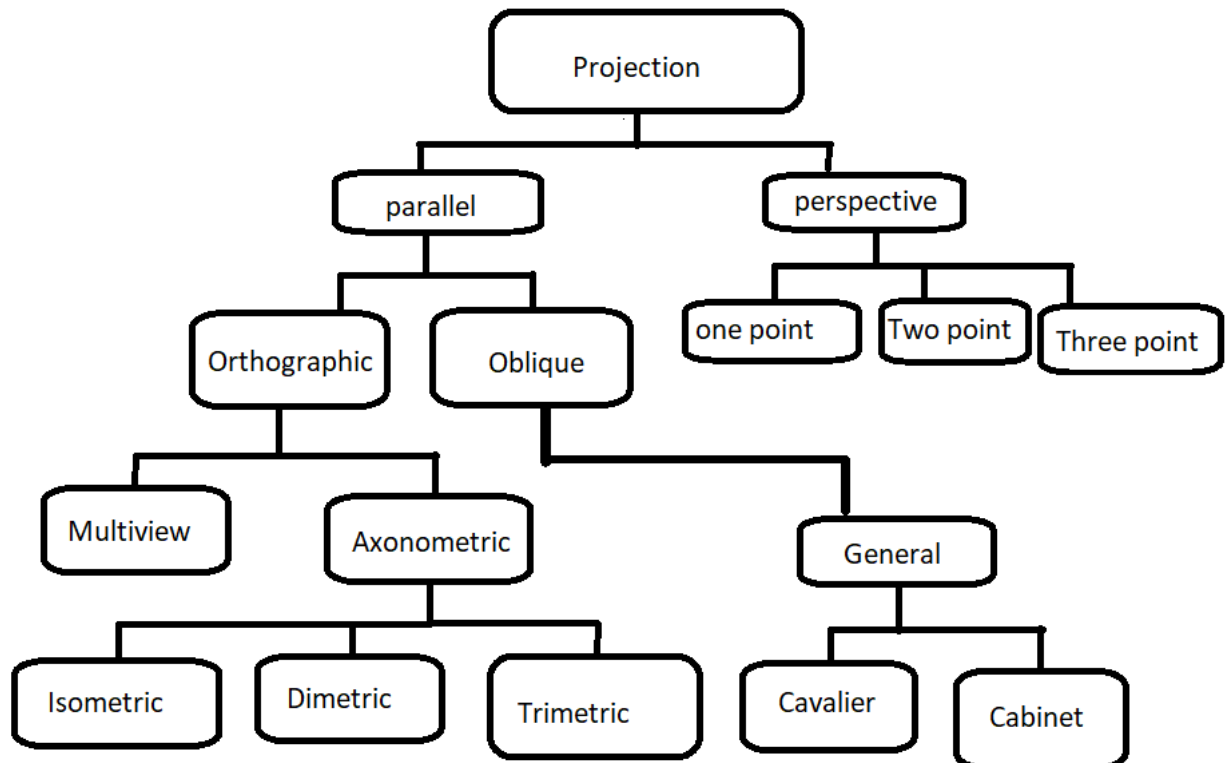 Projection
parallel
perspective
one point
Two point
Three point
Orthographic
Oblique
Multiview
Axonometric
General
Isometric
Dimetric
Trimetric
Cavalier
Cabinet